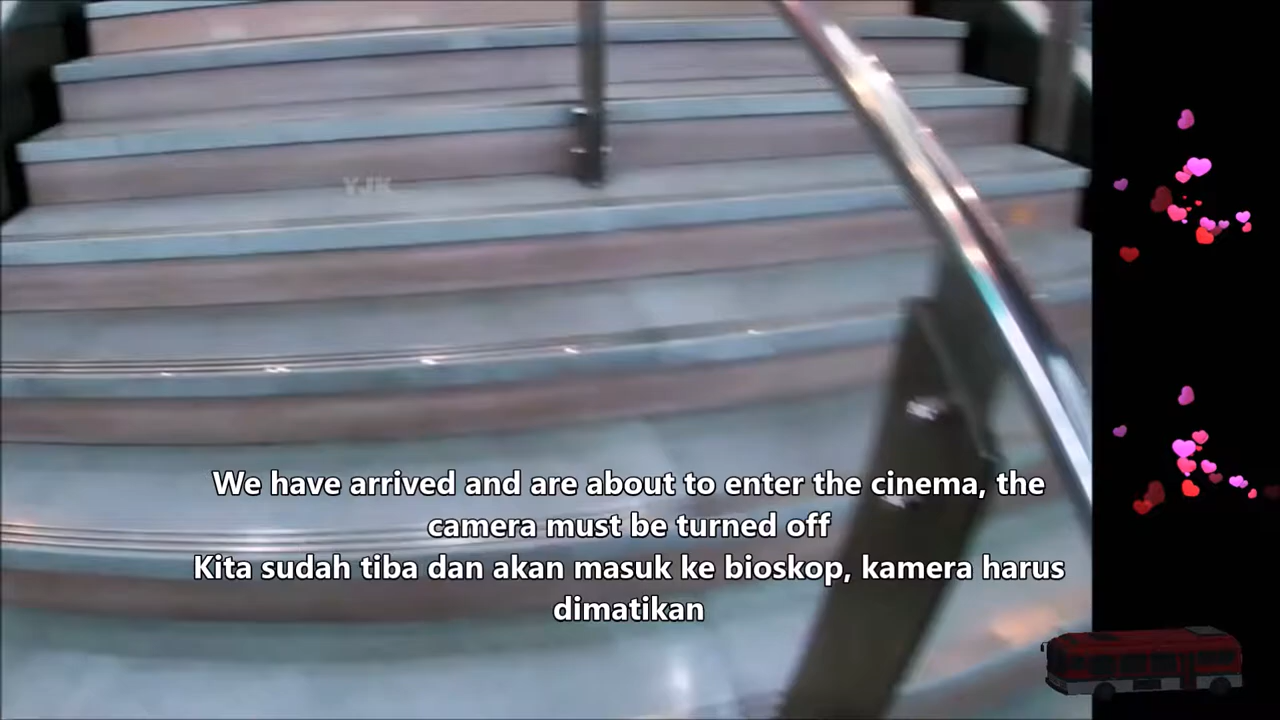 YJK
We have arrived and are about to enter the cinema, the
camera must be turned off
Kita sudah tiba dan akan masuk ke bioskop, kamera harus
dimatikan